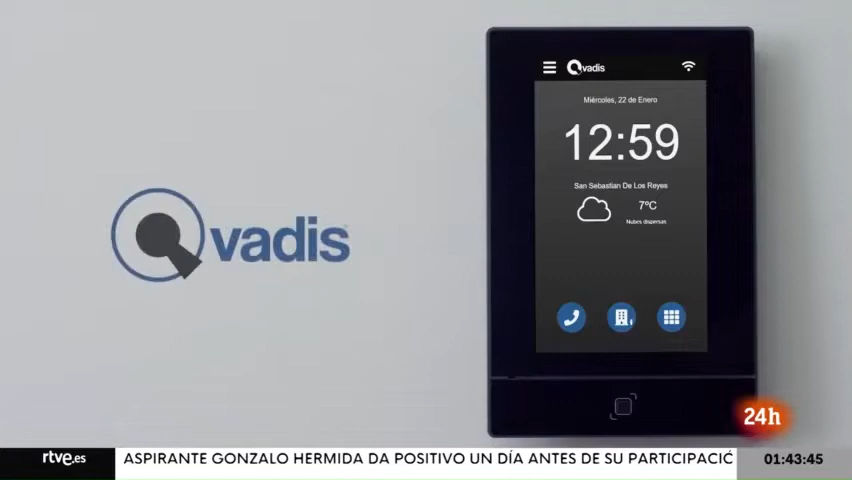 Qvadis
Qvadis
Miércoles, 22 de Enero
12:59
San Sebastian De Los Reyes
7ºC
Nubes dispersas
24h
rtve.es
ASPIRANTE GONZALO HERMIDA DA POSITIVO UN DÍA ANTES DE SU PARTICIPACIÓ
01:43:45